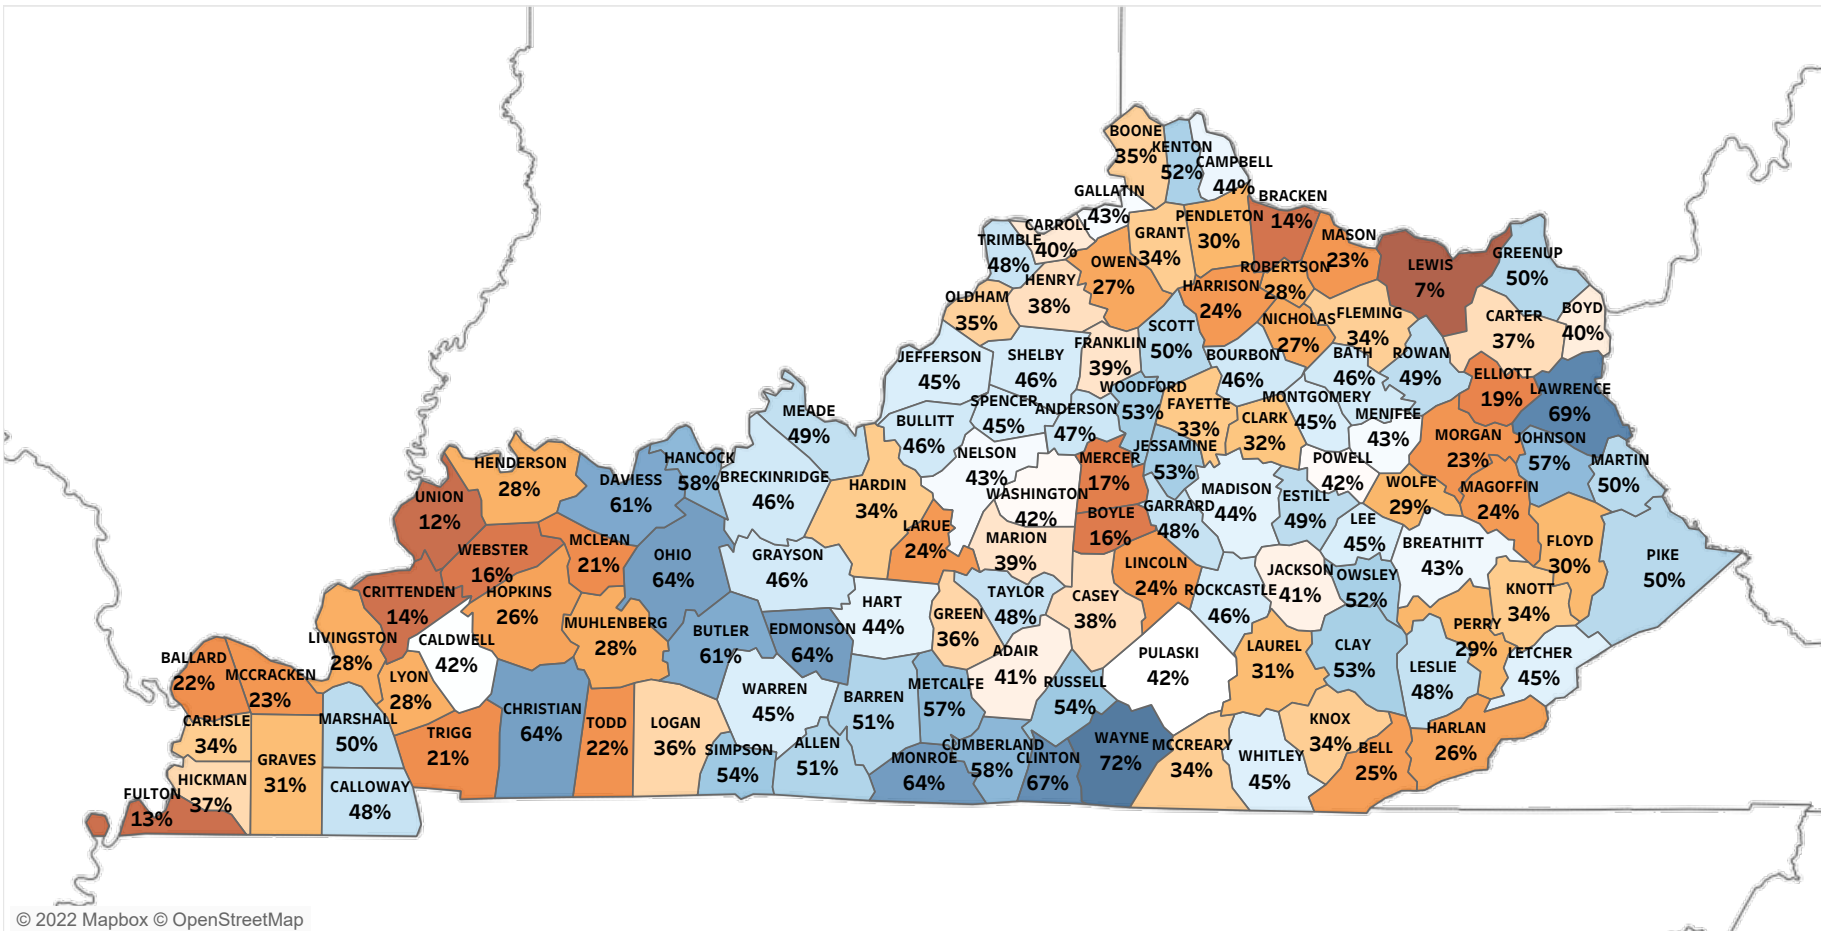 BOONE
35%
KENTON
52%
CAMPBELL
44%
GALLATIN
43%
BRACKEN
14%
CARROLL
40%
TRIMBLE
48%
GRANT
34%
PENDLETON
30%
MASON
23%
OWEN
27%
HENRY
38%
ROBERTSON
28%
HARRISON
24%
LEWIS
7%
GREENUP
50%
OLDHAM
35%
BOYD
40%
CARTER
37%
FLEMING
34%
NICHOLAS
27%
SCOTT
50%
FRANKLIN
39%
JEFFERSON
45%
SHELBY
46%
BOURBON
46%
BATH
46%
ROWAN
49%
ELLIOTT
19%
LAWRENCE
69%
WOODFORD
53%
FAYETTE
33%
CLARK
32%
MONTGOMERY
45%
MENIFEE
43%
SPENCER
45%
ANDERSON
47%
BULLITT
46%
MEADE
49%
MORGAN
23%
JOHNSON
57%
MARTIN
50%
JESSAMINE
53%
MERCER
17%
NELSON
43%
POWELL
42%
WOLFE
29%
MAGOFFIN
24%
HENDERSON
28%
DAVIESS
61%
HANCOCK
58%
BRECKINRIDGE
46%
HARDIN
34%
WASHINGTON
42%
MADISON
44%
ESTILL
49%
UNION
12%
GARRARD
48%
BOYLE
16%
LARUE
24%
MARION
39%
LEE
45%
BREATHITT
43%
FLOYD
30%
PIKE
50%
WEBSTER
16%
MCLEAN
21%
OHIO
64%
GRAYSON
46%
LINCOLN
24%
JACKSON
41%
OWSLEY
52%
ROCKCASTLE
46%
KNOTT
34%
CRITTENDEN
14%
HOPKINS
26%
HART
44%
GREEN
36%
TAYLOR
48%
CASEY
38%
MUHLENBERG
28%
BUTLER
61%
EDMONSON
64%
PERRY
29%
LIVINGSTON
28%
CALDWELL
42%
ADAIR
41%
PULASKI
42%
LAUREL
31%
CLAY
53%
LESLIE
48%
LETCHER
45%
BALLARD
22%
MCCRACKEN
23%
LYON
28%
RUSSELL
54%
METCALFE
57%
BARREN
51%
WARREN
45%
CHRISTIAN
64%
TODD
22%
LOGAN
36%
CARLISLE
34%
MARSHALL
50%
TRIGG
21%
KNOX
34%
HARLAN
26%
SIMPSON
54%
ALLEN
51%
MONROE
64%
CUMBERLAND
58%
CLINTON
67%
WAYNE
72%
MCCREARY
34%
WHITLEY
45%
BELL
25%
GRAVES
31%
HICKMAN
37%
CALLOWAY
48%
FULTON
13%
© 2022 Mapbox © OpenStreetMap